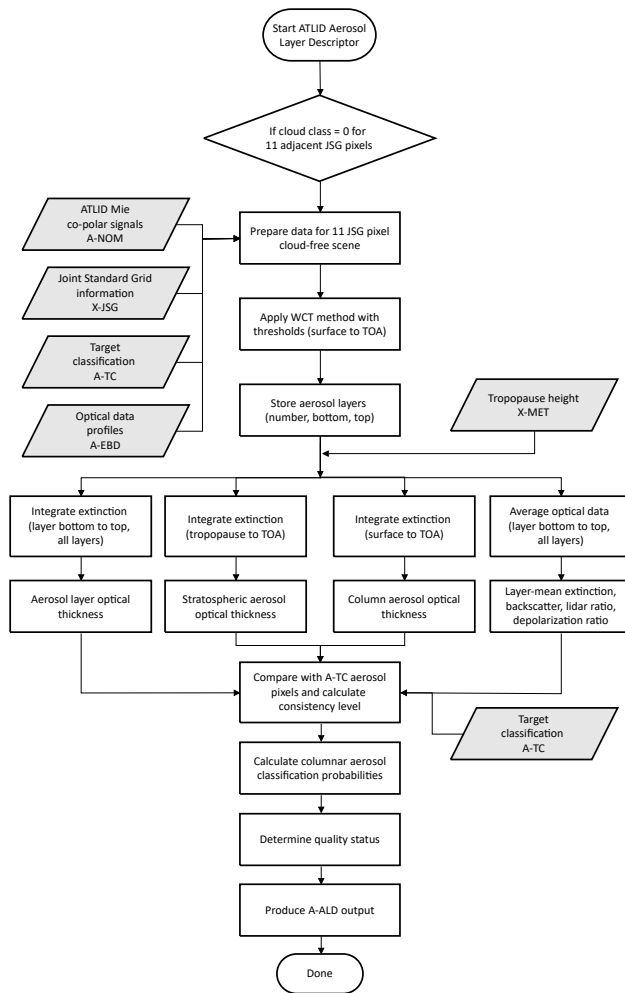 Start ATLID Aerosol
Layer Descriptor
If cloud class = 0 for
11 adjacent JSG pixels
ATLID Mie
co-polar signals
A-NOM
Prepare data for 11 JSG pixel
cloud-free scene
Joint Standard Grid
information
X-JSG
Apply WCT method with
thresholds (surface to TOA)
Target
classification
A-TC
Store aerosol layers
(number, bottom, top)
Tropopause height
X-MET
Optical data
profiles
A-EBD
Integrate extinction
(layer bottom to top,
all layers)
Integrate extinction
(tropopause to TOA)
Integrate extinction
(surface to TOA)
Average optical data
(layer bottom to top,
all layers)
Aerosol layer optical
thickness
Stratospheric aerosol
optical thickness
Column aerosol optical
thickness
Layer-mean extinction,
backscatter, lidar ratio,
depolarization ratio
Compare with A-TC aerosol
pixels and calculate
consistency level
Target
classification
A-TC
Calculate columnar aerosol
classification probabilities
Determine quality status
Produce A-ALD output
Done